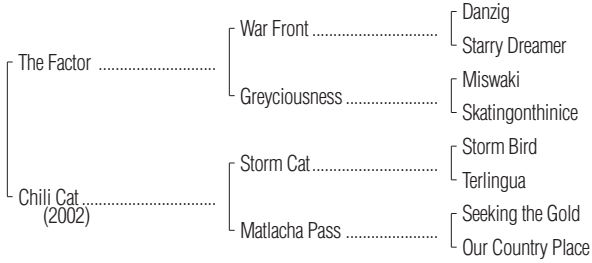 Danzig
War Front ..............................
Starry Dreamer
The Factor ............................
Miswaki
Greyciousness ......................
Skatingonthinice
Storm Bird
Storm Cat ..............................
Terlingua
Chili Cat ................................
(2002)
Seeking the Gold
Matlacha Pass ......................
Our Country Place